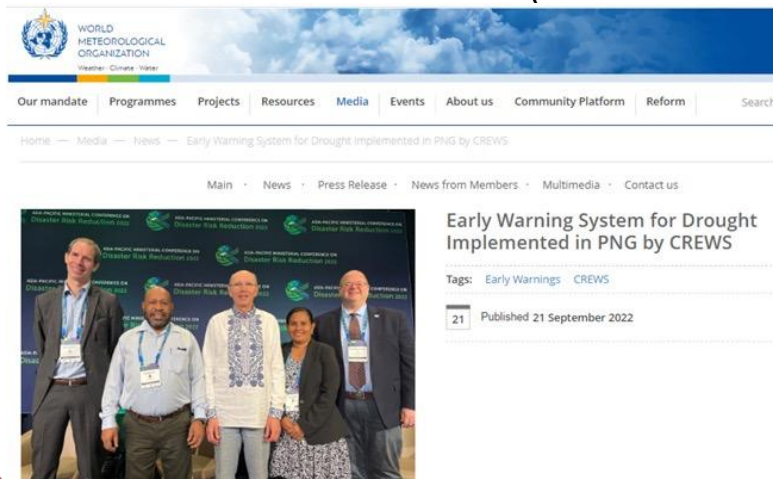 WORLD
METEOROLOGICAL
ORGANIZATION
Weather · Climate · Water
Our mandate Programmes Projects Resources Media Events About us Community Platform Reform Search
Home — Media — News — Early Warning System for Drought Implemented in PNG by CREWS
Main · News · Press Release · News from Members · Multimedia · Contact us
ASIA-PACIFIC MINISTERIAL CONFERENCE ON
Disaster Risk Reduction 2022
Early Warning System for Drought
Implemented in PNG by CREWS
Tags: Early Warnings CREWS
21 Published 21 September 2022